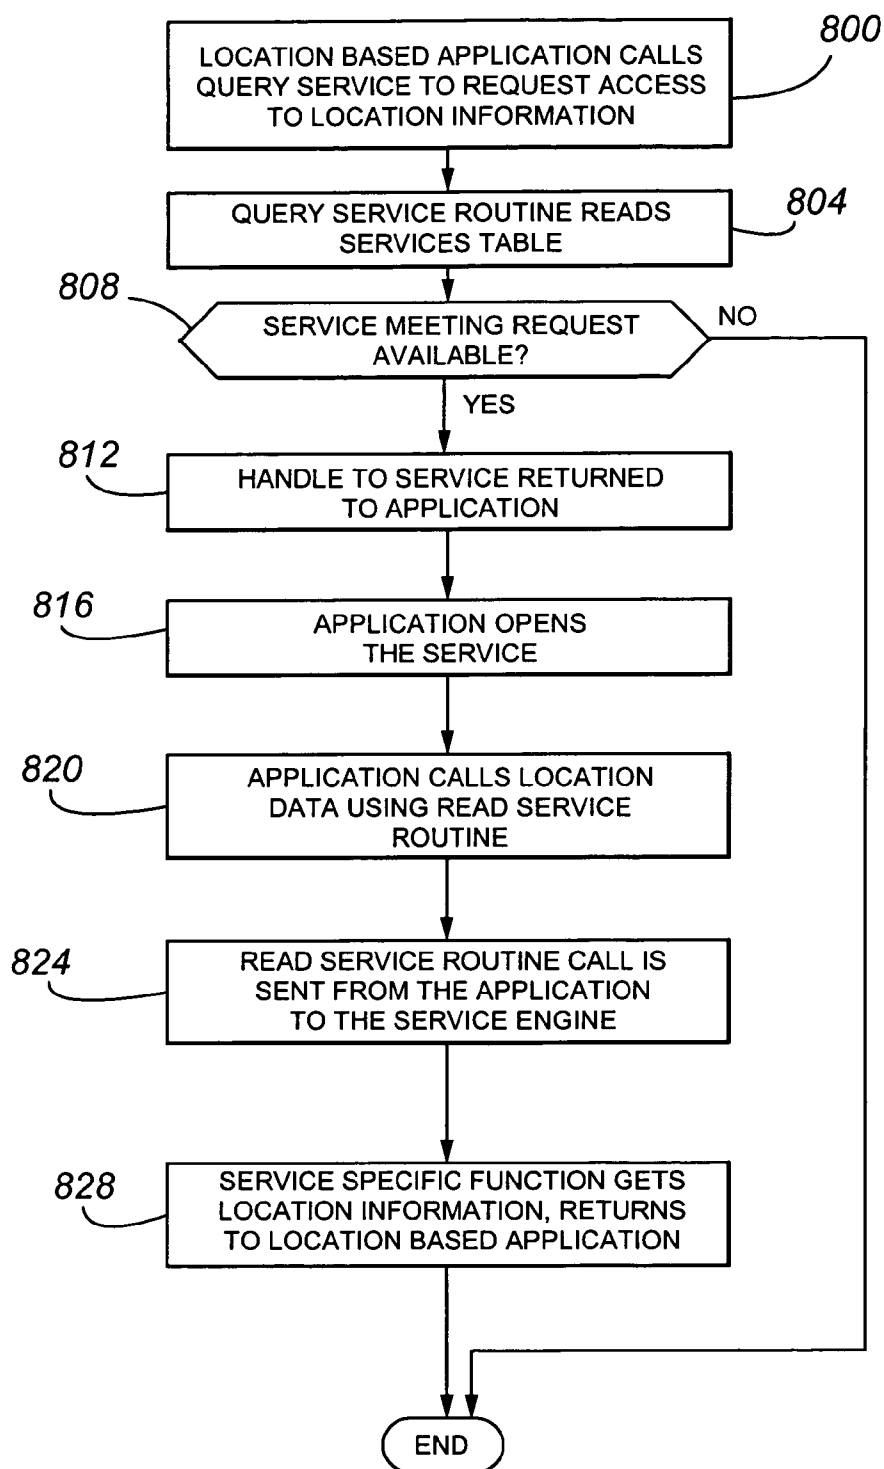 800
LOCATION BASED APPLICATION CALLS
QUERY SERVICE TO REQUEST ACCESS
TO LOCATION INFORMATION
804
QUERY SERVICE ROUTINE READS
SERVICES TABLE
808
SERVICE MEETING REQUEST
AVAILABLE?
NO
YES
812
HANDLE TO SERVICE RETURNED
TO APPLICATION
816
APPLICATION OPENS
THE SERVICE
820
APPLICATION CALLS LOCATION
DATA USING READ SERVICE
ROUTINE
824
READ SERVICE ROUTINE CALL IS
SENT FROM THE APPLICATION
TO THE SERVICE ENGINE
828
SERVICE SPECIFIC FUNCTION GETS
LOCATION INFORMATION, RETURNS
TO LOCATION BASED APPLICATION
END